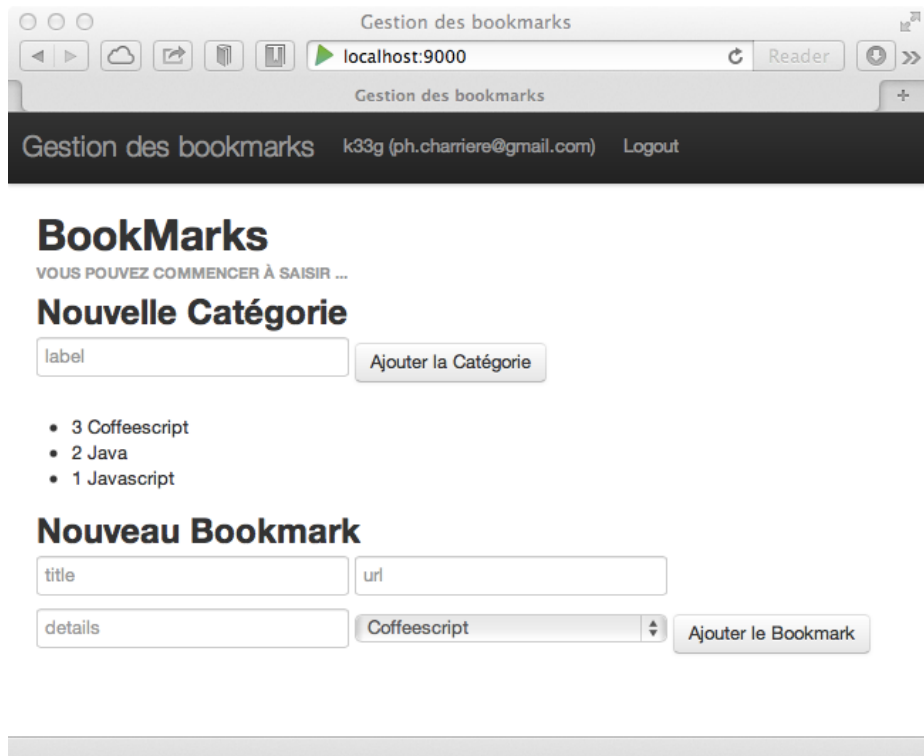 Gestion des bookmarks
localhost:9000
Reader
Gestion des bookmarks
Gestion des bookmarks k33g (ph.charriere@gmail.com) Logout
BookMarks
VOUS POUVEZ COMMENCER À SAISIR ...
Nouvelle Catégorie
label Ajouter la Catégorie
• 3 Coffeescript
• 2 Java
• 1 Javascript
Nouveau Bookmark
title url
details Coffeescript Ajouter le Bookmark